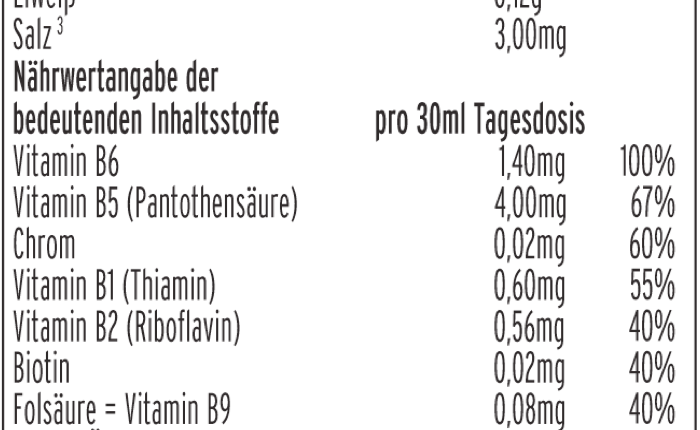 Eiweiß 0,12g
Salz ³ 3,00mg
Nährwertangabe der
bedeutenden Inhaltsstoffe pro 30ml Tagesdosis
Vitamin B6 1,40mg 100%
Vitamin B5 (Pantothensäure) 4,00mg 67%
Chrom 0,02mg 60%
Vitamin B1 (Thiamin) 0,60mg 55%
Vitamin B2 (Riboflavin) 0,56mg 40%
Biotin 0,02mg 40%
Folsäure = Vitamin B9 0,08mg 40%